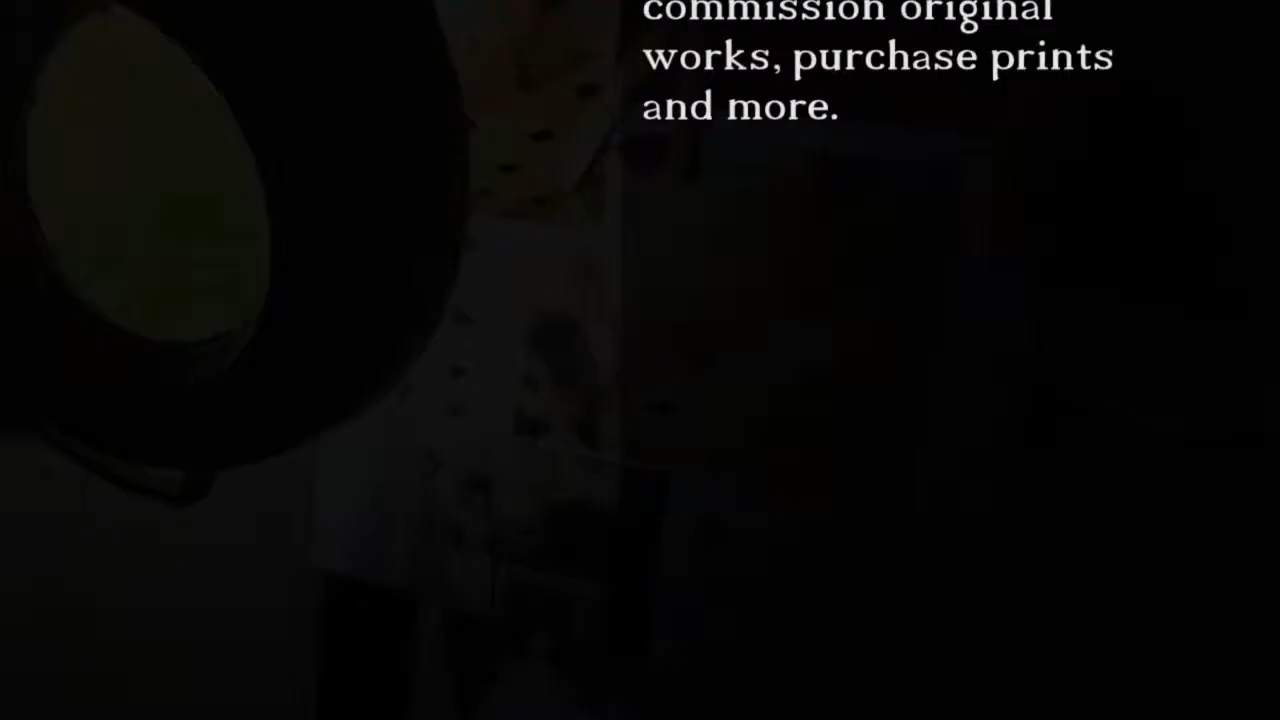 commission original
works, purchase prints
and more.